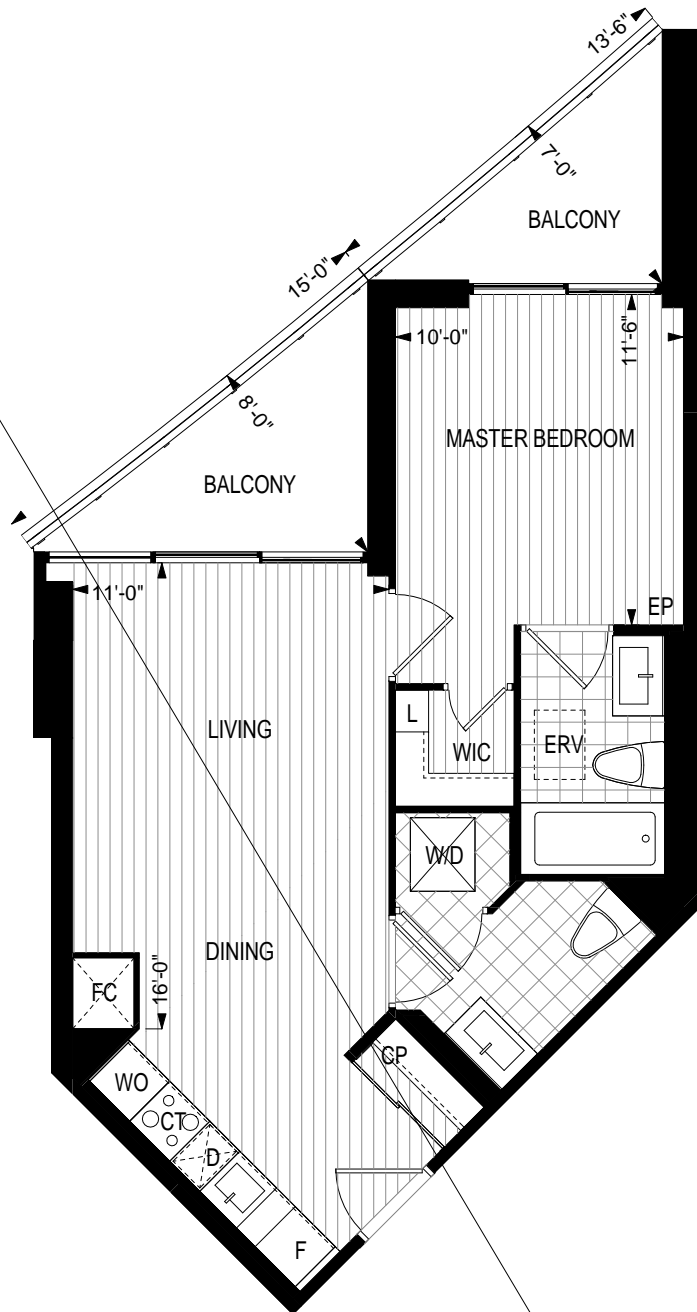 13'-6"
7'-0"
BALCONY
15'-0"
10'-0"
11'-6"
8'-0"
MASTER BEDROOM
BALCONY
11'-0"
EP
L
LIVING
WIC
ERV
W/D
DINING
FC
16'-0"
CP
WO
CT
D
F